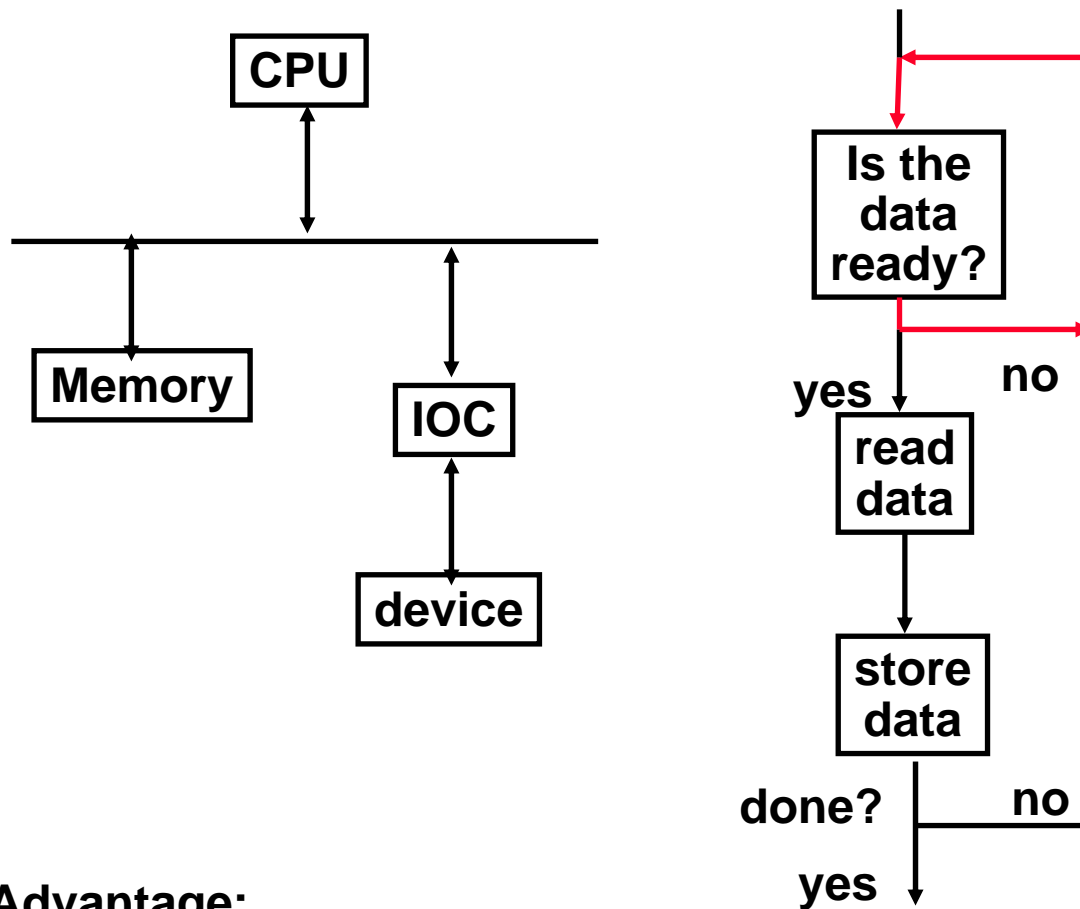 CPU
Memory
IOC
device
Is the
data
ready?
yes
no
read
data
store
data
done?
no
yes
Advantage: